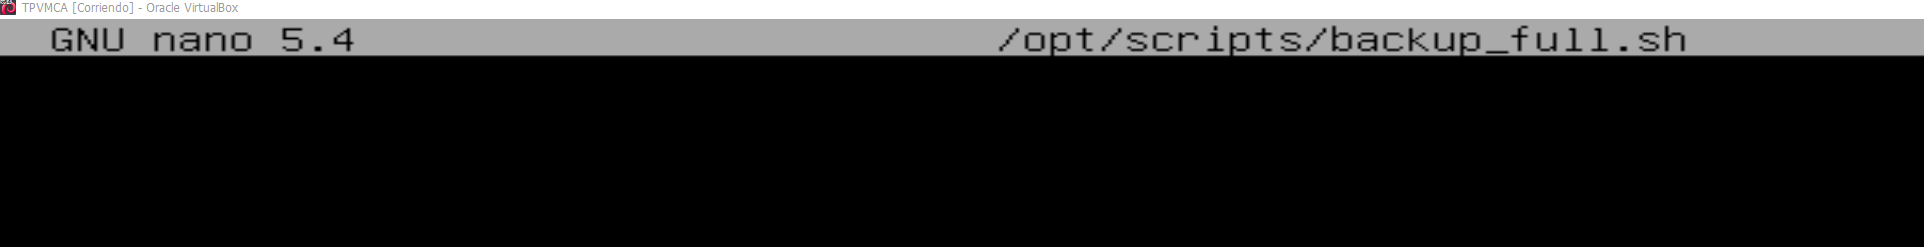 TPVMCA [Corriendo] - Oracle VirtualBox
GNU nano 5.4 /opt/scripts/backup_full.sh